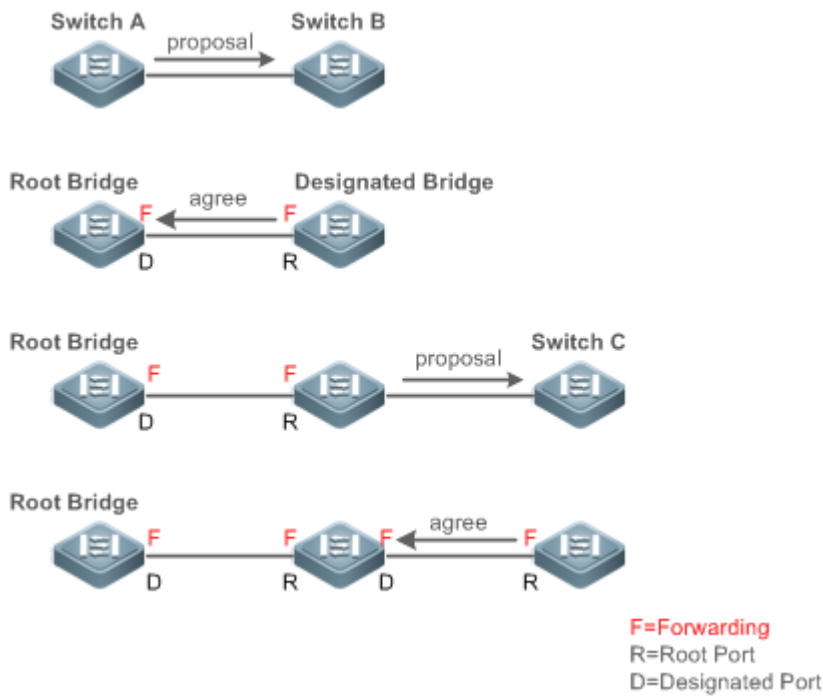 Switch A
Switch B
proposal
Root Bridge
Designated Bridge
F
agree
F
D
R
Root Bridge
Switch C
F
F
proposal
D
R
Root Bridge
F
F
F
agree
F
D
R
D
R
F=Forwarding
R=Root Port
D=Designated Port